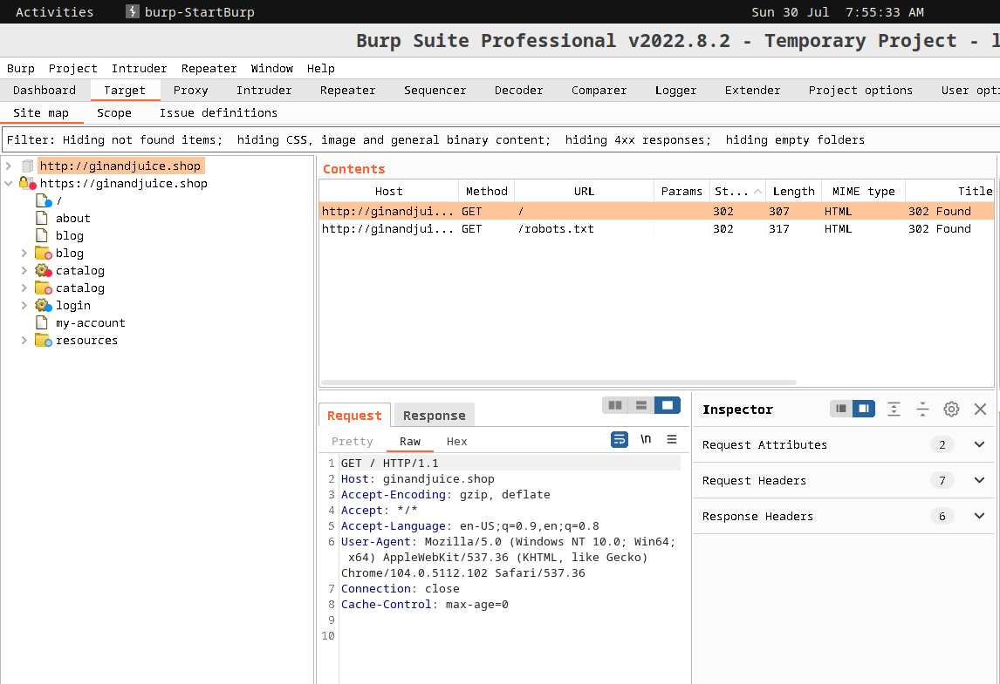 Activities burp-StartBurp Sun 30 Jul 7:55:33 AM
Burp Suite Professional v2022.8.2 - Temporary Project - l
Burp Project Intruder Repeater Window Help
Dashboard Target Proxy Intruder Repeater Sequencer Decoder Comparer Logger Extender Project options User opti
Site map Scope Issue definitions
Filter: Hiding not found items; hiding CSS, image and general binary content; hiding 4xx responses; hiding empty folders
http://ginandjuice.shop
https://ginandjuice.shop
/
about
blog
blog
catalog
catalog
login
my-account
resources
Contents
Host Method URL Params St... Length MIME type Title
http://ginandjui... GET / 302 307 HTML 302 Found
http://ginandjui... GET /robots.txt 302 317 HTML 302 Found
Request Response
Pretty Raw Hex \n
1 GET / HTTP/1.1
2 Host: ginandjuice.shop
3 Accept-Encoding: gzip, deflate
4 Accept: */*
5 Accept-Language: en-US;q=0.9,en;q=0.8
6 User-Agent: Mozilla/5.0 (Windows NT 10.0; Win64;
x64) AppleWebKit/537.36 (KHTML, like Gecko)
Chrome/104.0.5112.102 Safari/537.36
7 Connection: close
8 Cache-Control: max-age=0
9
10
Inspector
Request Attributes 2
Request Headers 7
Response Headers 6